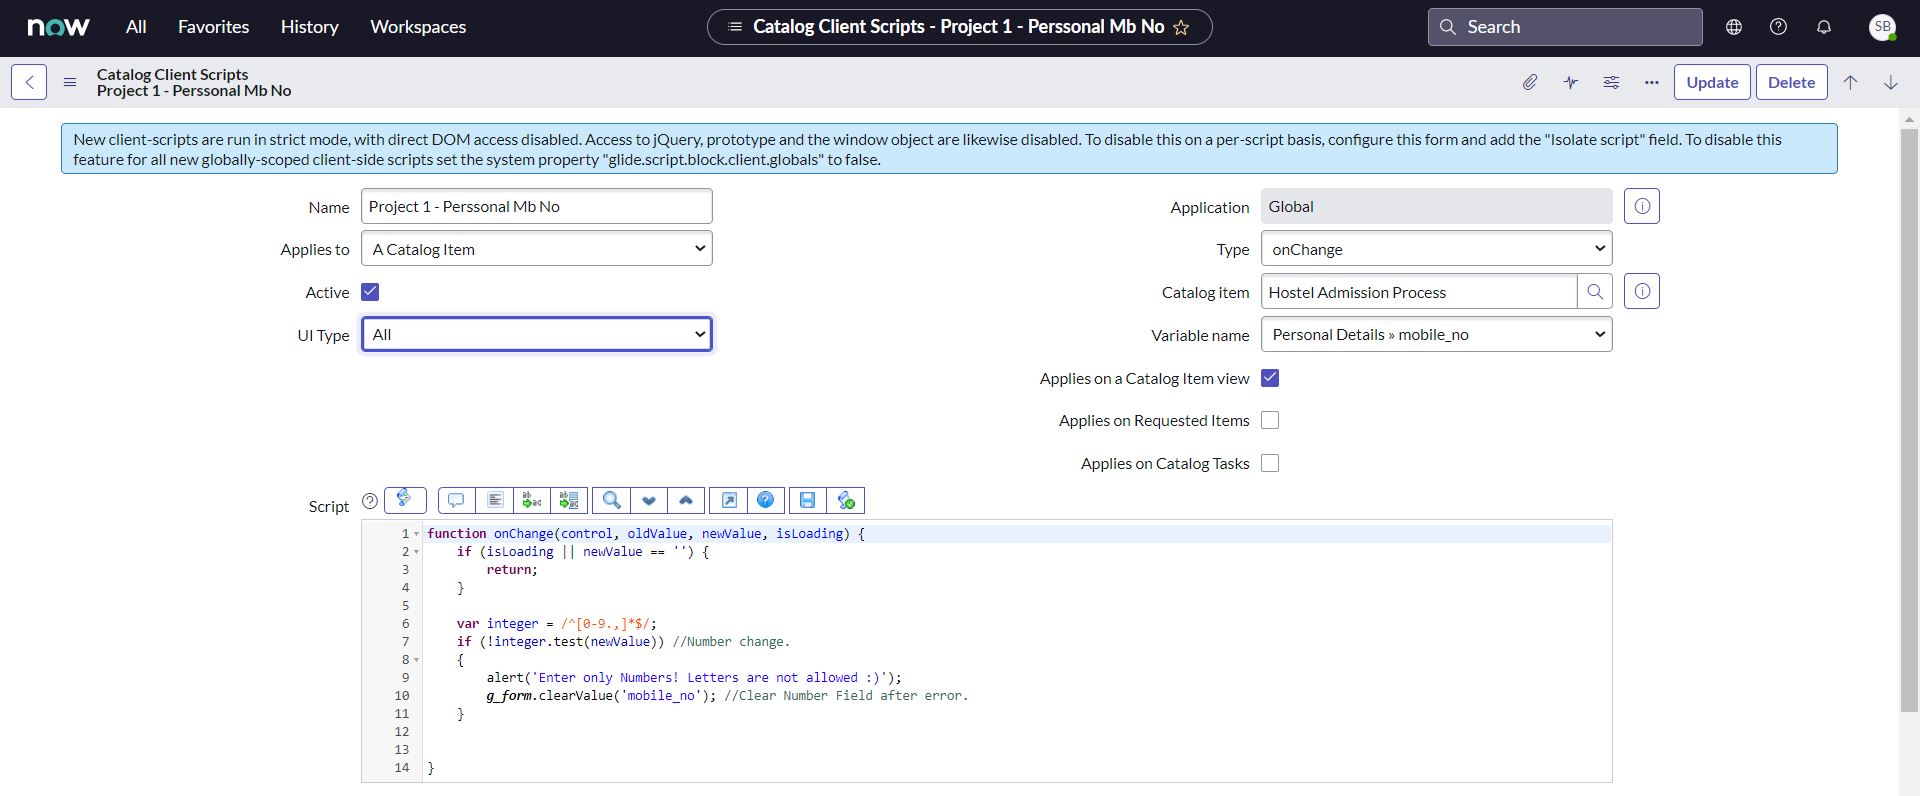 now All Favorites History Workspaces Catalog Client Scripts - Project 1 - Perssonal Mb No Search SB
Catalog Client Scripts
Project 1 - Perssonal Mb No
Update Delete
New client-scripts are run in strict mode, with direct DOM access disabled. Access to jQuery, prototype and the window object are likewise disabled. To disable this on a per-script basis, configure this form and add the "Isolate script" field. To disable this
feature for all new globally-scoped client-side scripts set the system property "glide.script.block.client.globals" to false.
Name Project 1 - Perssonal Mb No
Application Global
Applies to A Catalog Item
Type onChange
Active
Catalog item Hostel Admission Process
UI Type All
Variable name Personal Details » mobile_no
Applies on a Catalog Item view
Applies on Requested Items
Applies on Catalog Tasks
Script
1 function onChange(control, oldValue, newValue, isLoading) {
2 if (isLoading || newValue == '') {
3 return;
4 }
5
6 var integer = /^[0-9.,]*$/;
7 if (!integer.test(newValue)) //Number change.
8 {
9 alert('Enter only Numbers! Letters are not allowed :)');
10 g_form.clearValue('mobile_no'); //Clear Number Field after error.
11 }
12
13
14 }